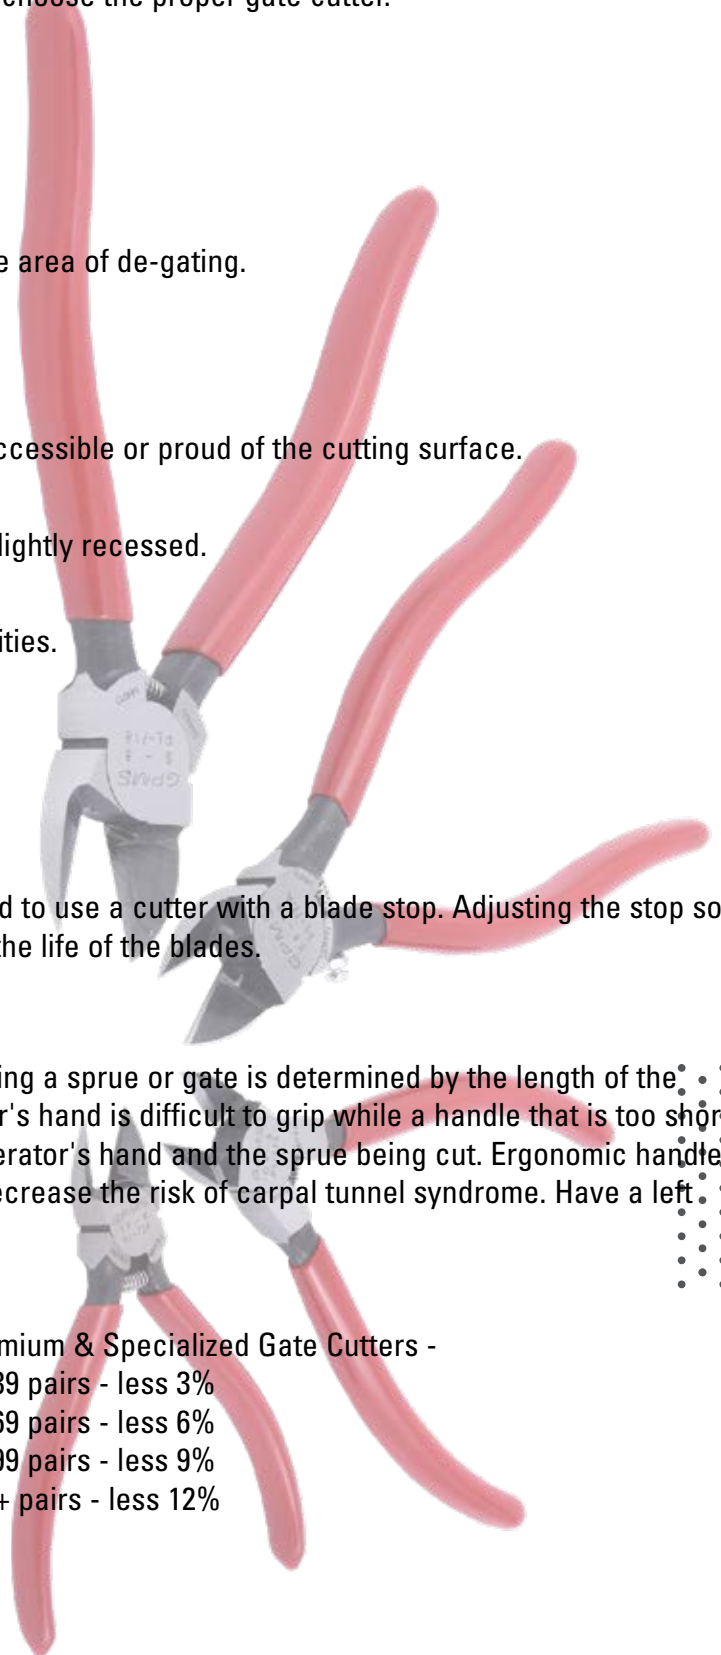 choose the proper gate cutter.
e area of de-gating.
ccessible or proud of the cutting surface.
lightly recessed.
ities.
GPMS
d to use a cutter with a blade stop. Adjusting the stop so
the life of the blades.
GPMS
ing a sprue or gate is determined by the length of the
r's hand is difficult to grip while a handle that is too shor
erator's hand and the sprue being cut. Ergonomic handle
ecrease the risk of carpal tunnel syndrome. Have a left
mium & Specialized Gate Cutters -
39 pairs - less 3%
69 pairs - less 6%
99 pairs - less 9%
+ pairs - less 12%